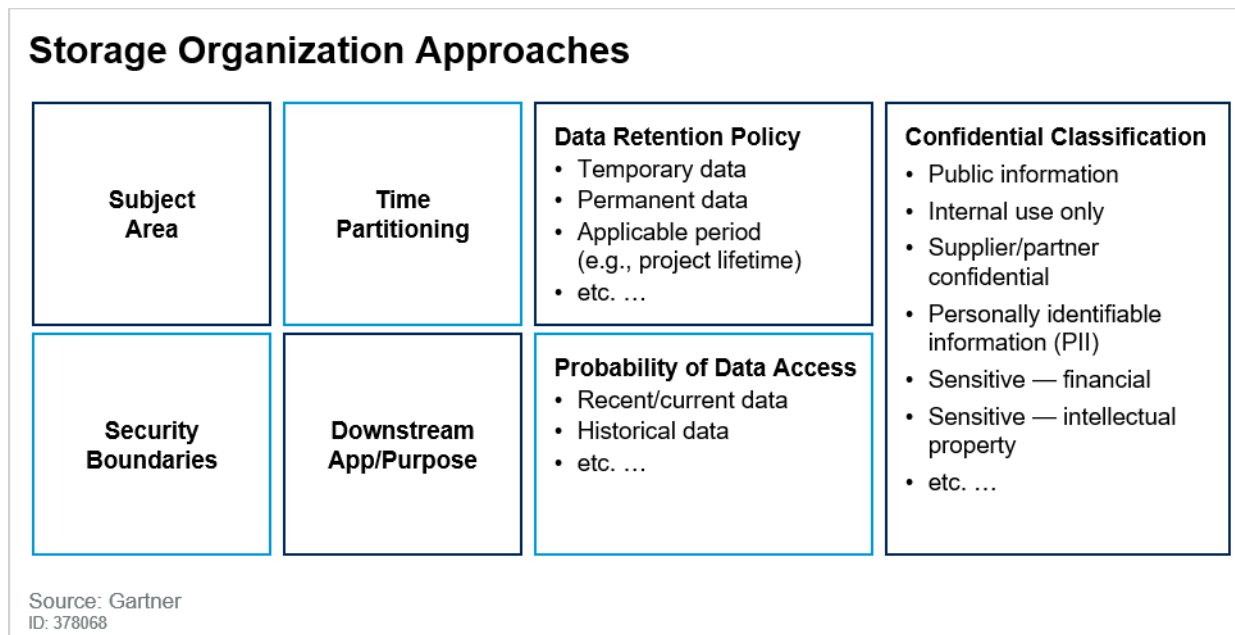 Storage Organization Approaches
Subject
Area
Time
Partitioning
Data Retention Policy
• Temporary data
• Permanent data
• Applicable period
(e.g., project lifetime)
• etc. …
Confidential Classification
• Public information
• Internal use only
• Supplier/partner
confidential
• Personally identifiable
information (PII)
• Sensitive — financial
• Sensitive — intellectual
property
• etc. …
Security
Boundaries
Downstream
App/Purpose
Probability of Data Access
• Recent/current data
• Historical data
• etc. …
Source: Gartner
ID: 378068